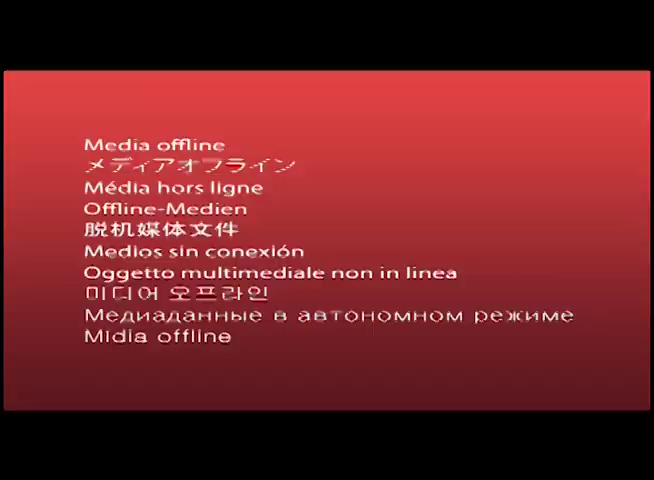 Media offline
メディアオフライン
Média hors ligne
Offline-Medien
脱机媒体文件
Medios sin conexión
Oggetto multimediale non in linea
미디어 오프라인
Медиаданные в автономном режиме
Mídia offline